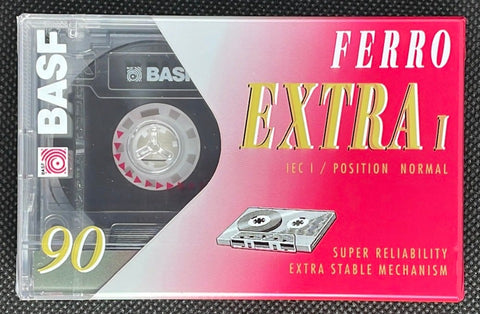 BASF
BASF
90
FERRO
EXTRA I
IEC I / POSITION NORMAL
SUPER RELIABILITY
EXTRA STABLE MECHANISM